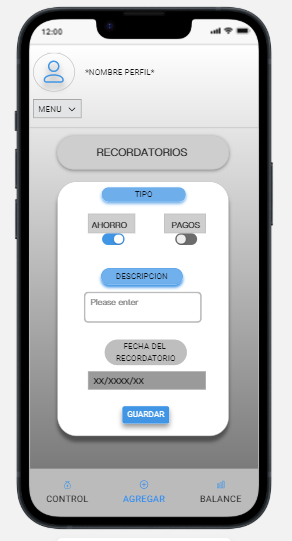 12:00
*NOMBRE PERFIL*
MENU
RECORDATORIOS
TIPO
AHORRO PAGOS
DESCRIPCION
Please enter
FECHA DEL
RECORDATORIO
XX/XXXX/XX
GUARDAR
CONTROL AGREGAR BALANCE